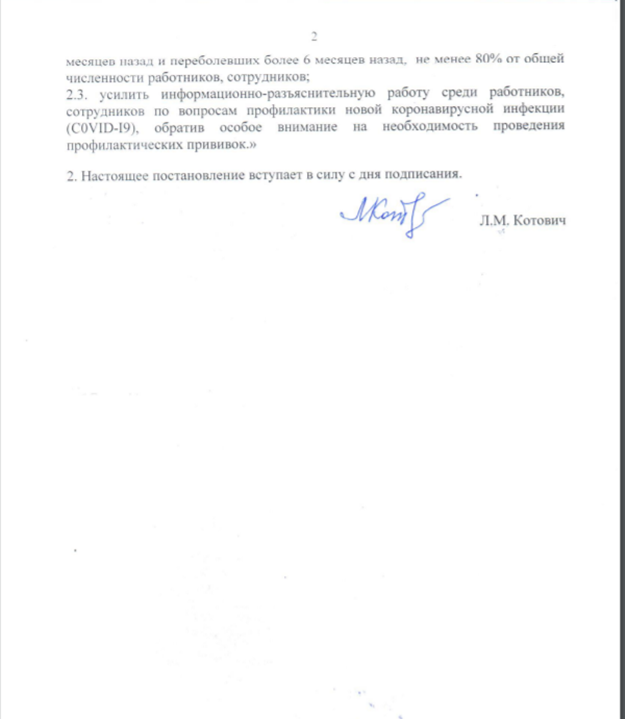 2
месяцев назад и переболевших более 6 месяцев назад, не менее 80% от общей
численности работников, сотрудников;
2.3. усилить информационно-разъяснительную работу среди работников,
сотрудников по вопросам профилактики новой коронавирусной инфекции
(C0VID-I9), обратив особое внимание на необходимость проведения
профилактических прививок.»
2. Настоящее постановление вступает в силу с дня подписания.
Л.М. Котович